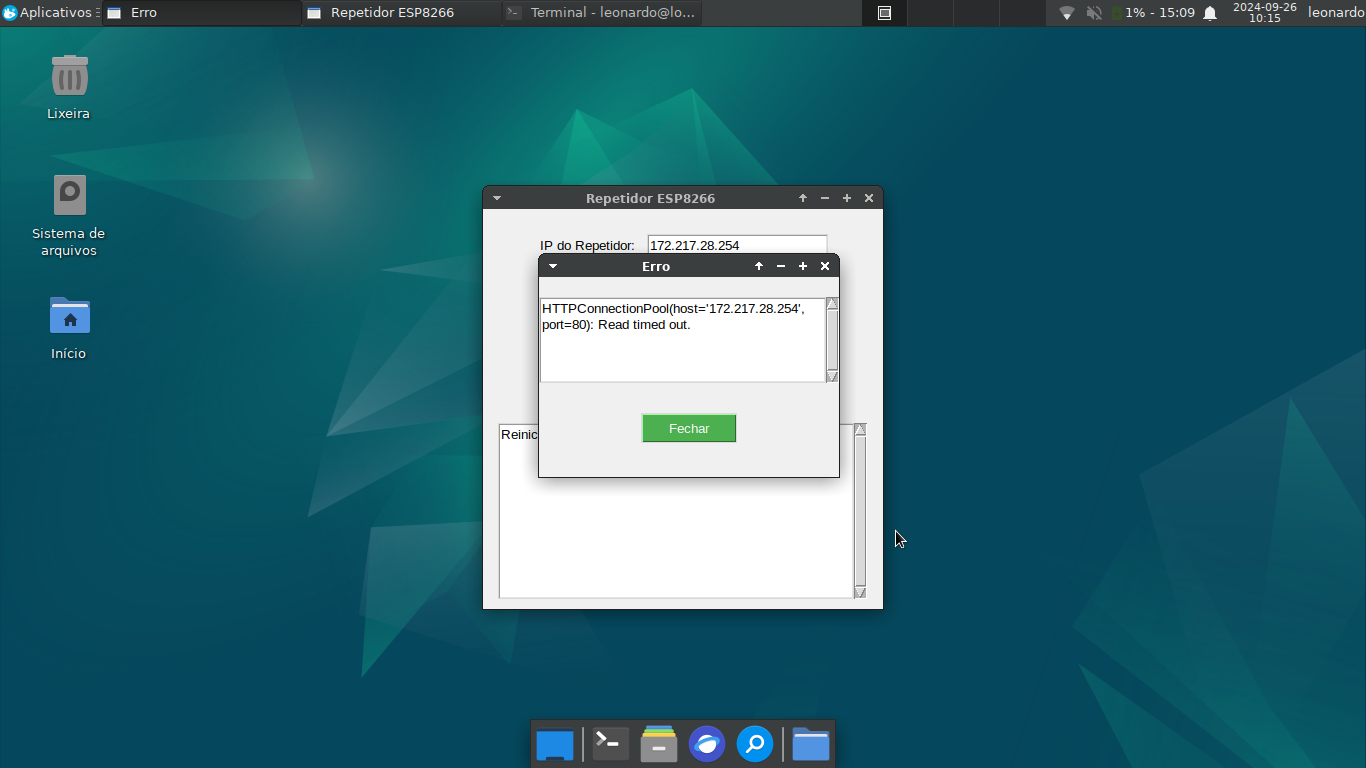 Aplicativos
Erro
Repetidor ESP8266
Terminal - leonardo@lo...
1% - 15:09
2024-09-26
10:15
leonardo
Lixeira
Sistema de
arquivos
Início
Repetidor ESP8266
IP do Repetidor:
172.217.28.254
Erro
HTTPConnectionPool(host='172.217.28.254',
port=80): Read timed out.
Fechar
Reinic